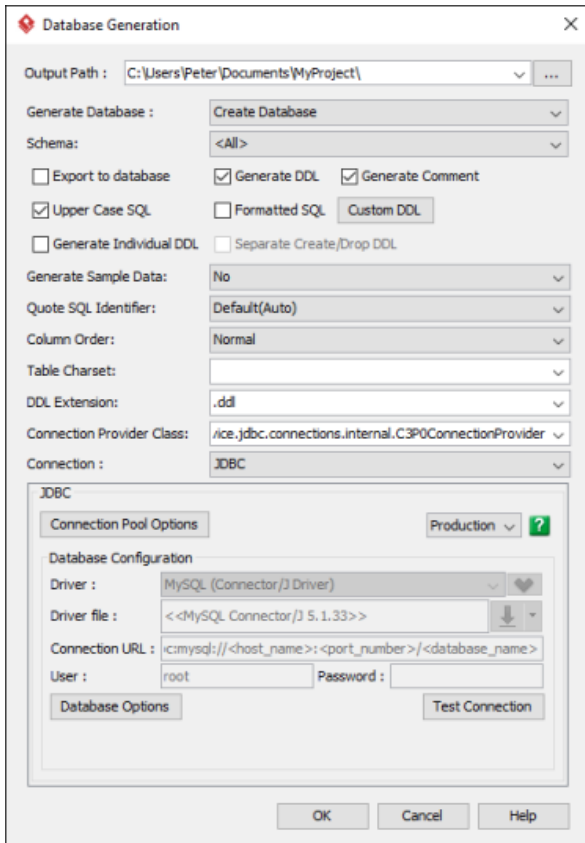 Database Generation
Output Path : C:\Users\Peter\Documents\MyProject\ ...
Generate Database : Create Database
Schema: <All>
Export to database Generate DDL Generate Comment
Upper Case SQL Formatted SQL Custom DDL
Generate Individual DDL Separate Create/Drop DDL
Generate Sample Data: No
Quote SQL Identifier: Default(Auto)
Column Order: Normal
Table Charset:
DDL Extension: .ddl
Connection Provider Class: vice.jdbc.connections.internal.C3P0ConnectionProvider
Connection : JDBC
JDBC
Connection Pool Options Production ?
Database Configuration
Driver : MySQL (Connector/J Driver)
Driver file : <<MySQL Connector/J 5.1.33>>
Connection URL : c:mysql://<host_name>:<port_number>/<database_name>
User : root Password :
Database Options Test Connection
OK Cancel Help